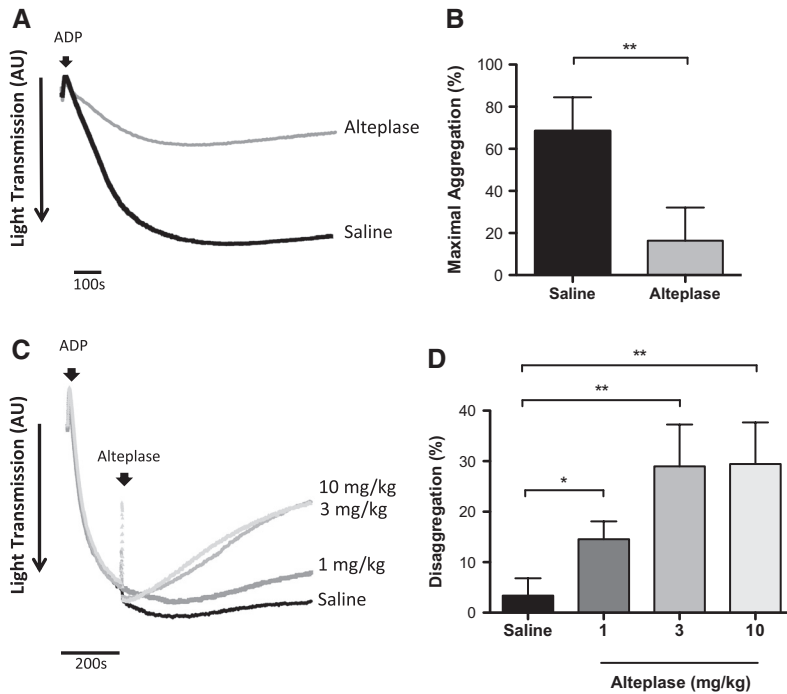 A
ADP
Light Transmission (AU)
Alteplase
Saline
100s
B
**
Maximal Aggregation (%)
100
80
60
40
20
0
Saline
Alteplase
C
ADP
Light Transmission (AU)
Alteplase
10 mg/kg
3 mg/kg
1 mg/kg
Saline
200s
D
**
**
*
Disaggregation (%)
40
30
20
10
0
Saline
1
3
10
Alteplase (mg/kg)